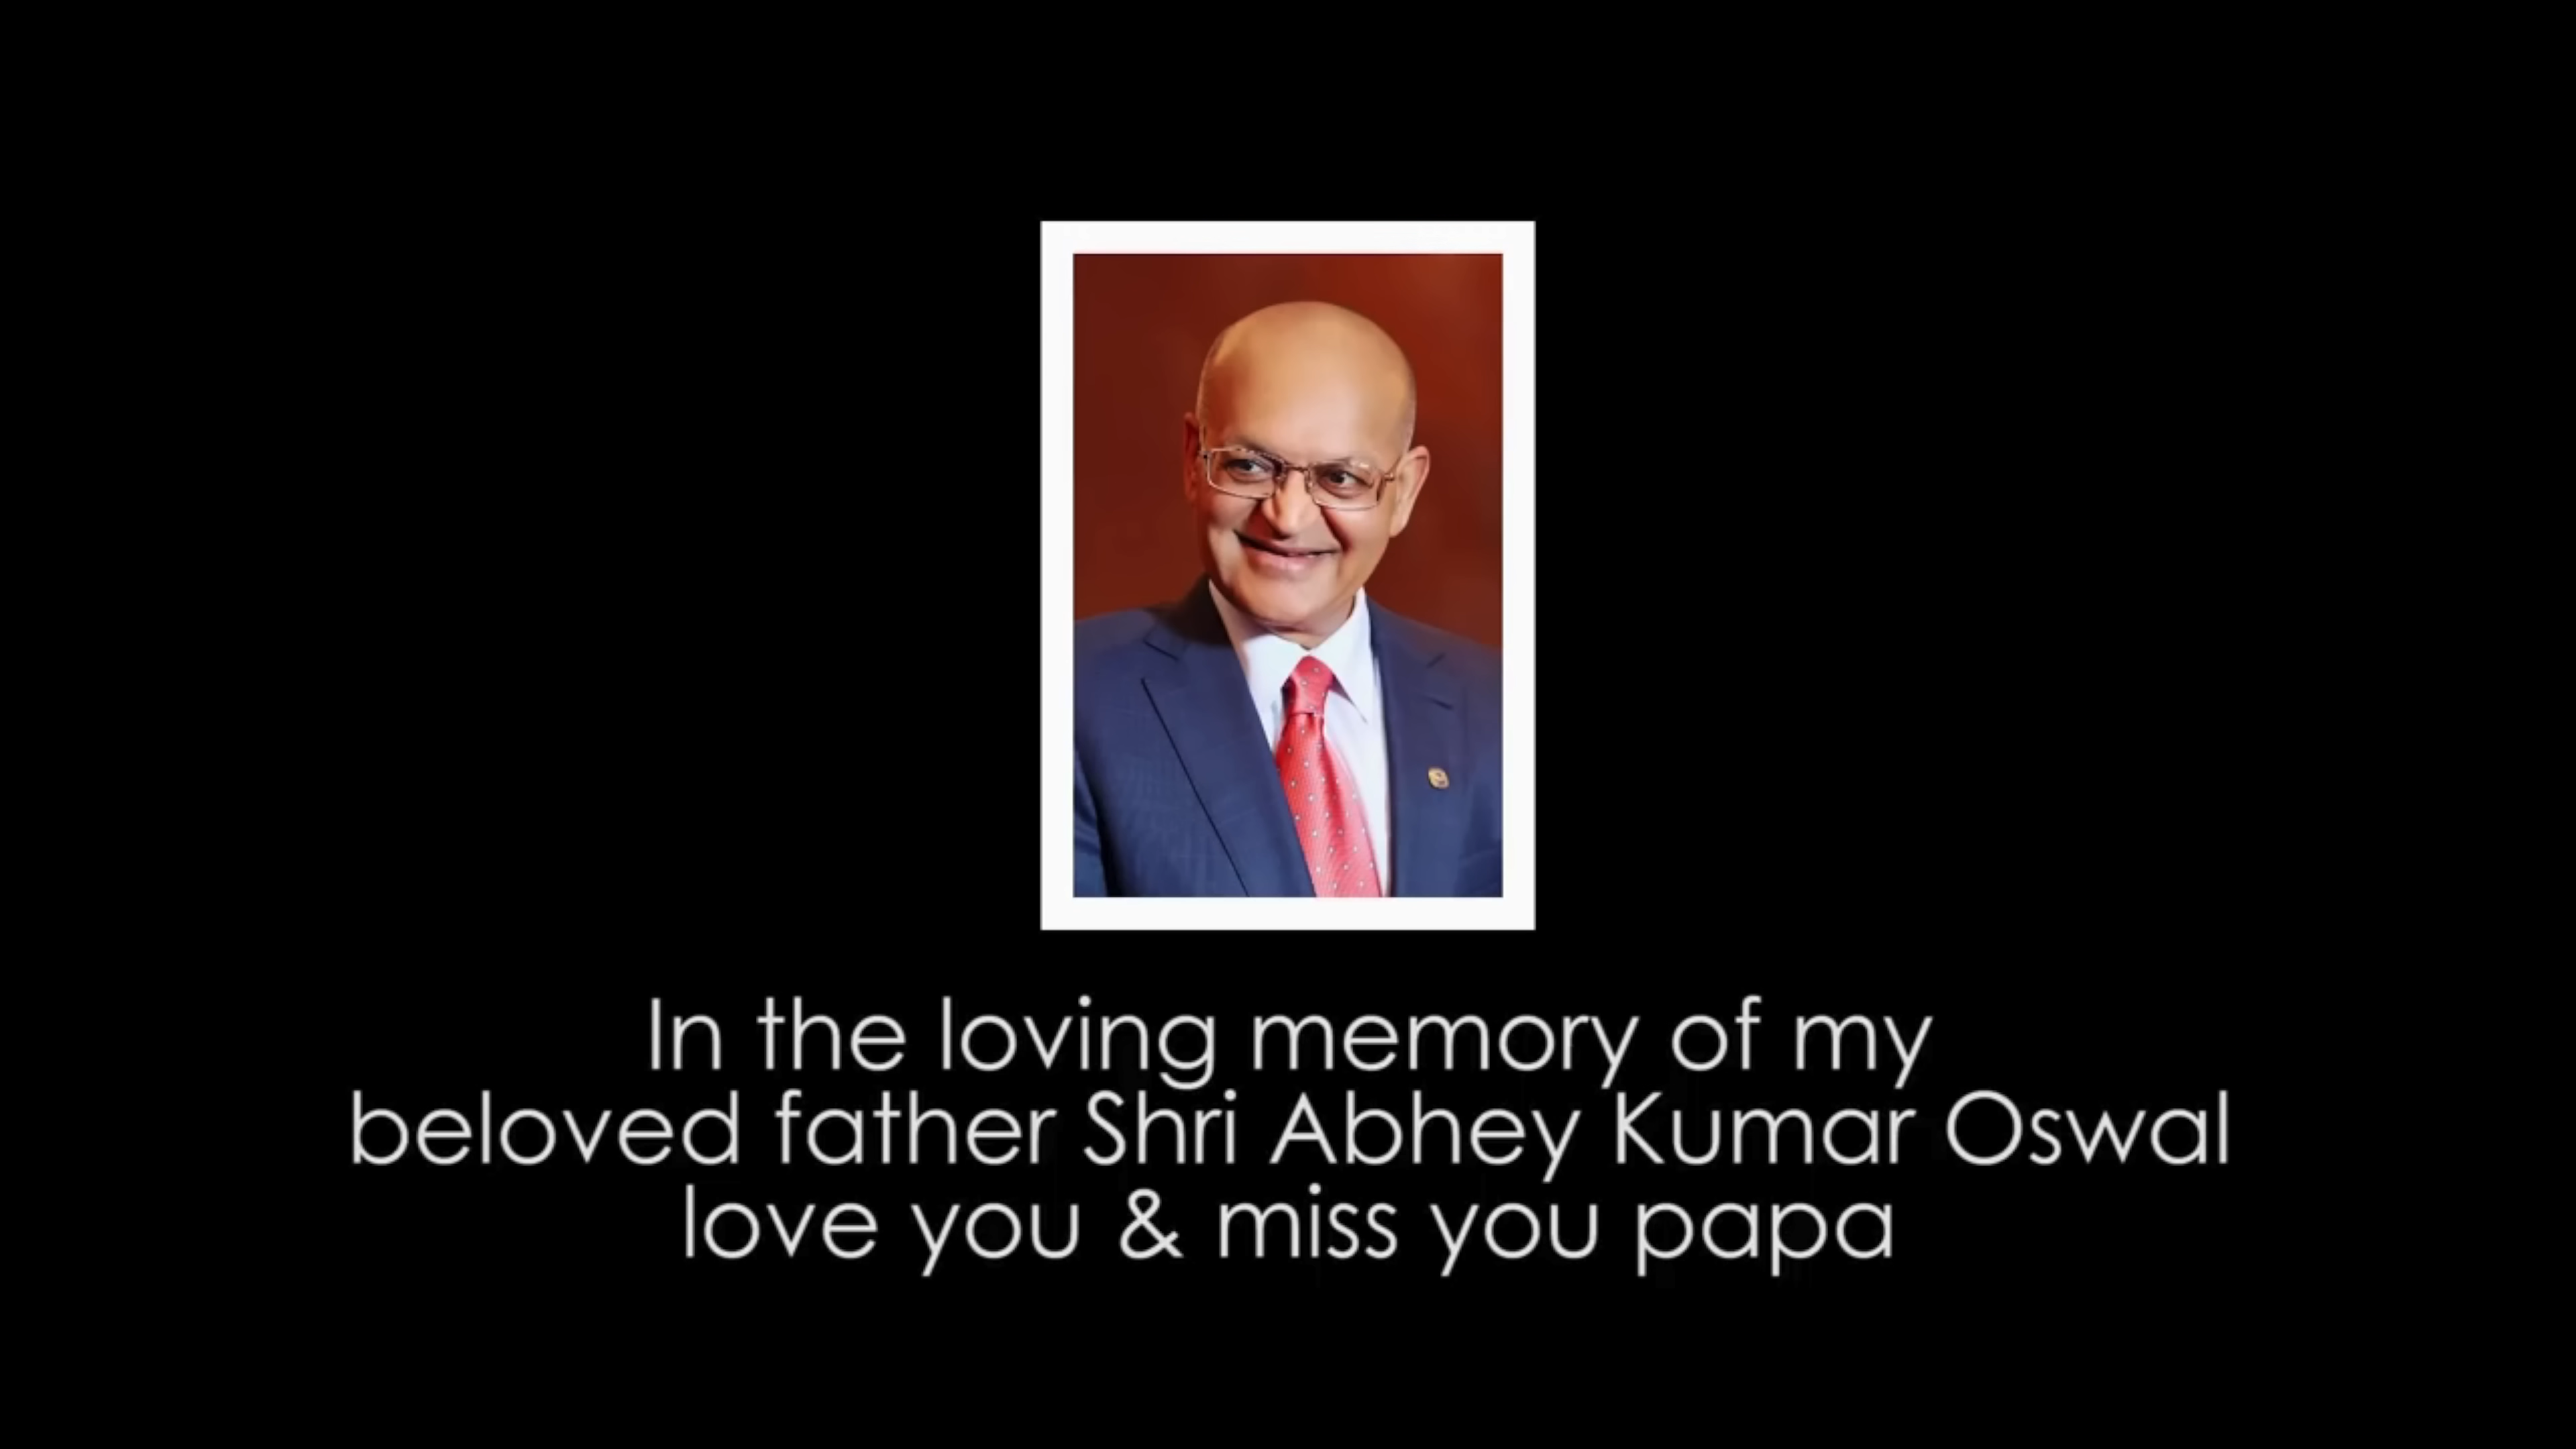 In the loving memory of my
beloved father Shri Abhey Kumar Oswal
love you & miss you papa